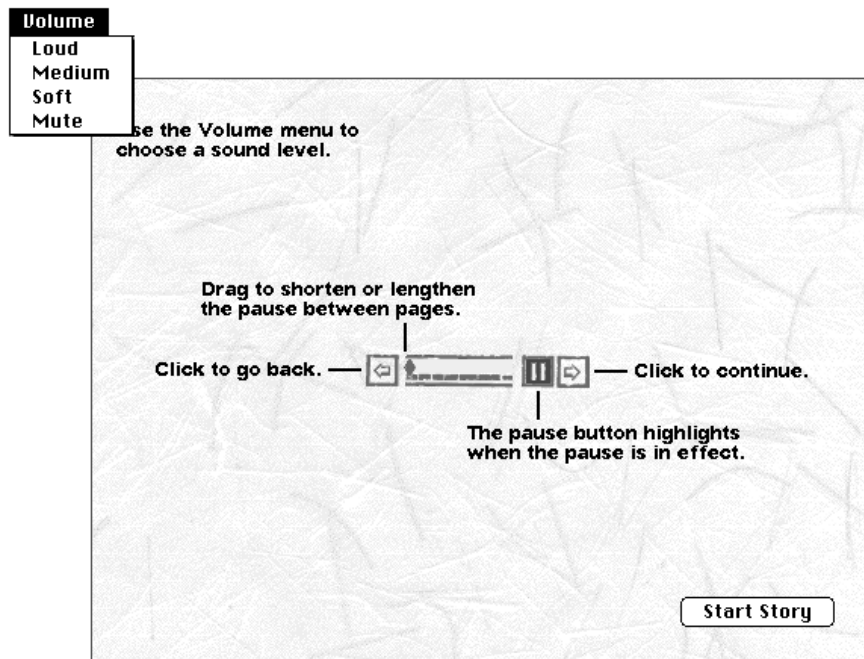 Volume
Loud
Medium
Soft
Mute
se the Volume menu to
choose a sound level.
Drag to shorten or lengthen
the pause between pages.
Click to go back.
Click to continue.
The pause button highlights
when the pause is in effect.
Start Story